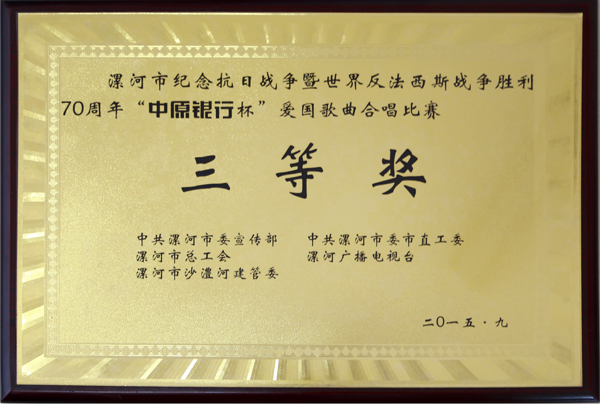 漯河市纪念抗日战争暨世界反法西斯战争胜利
70周年“中原银行杯”爱国歌曲合唱比赛
三等奖
中共漯河市委宣传部 中共漯河市委市直工委
漯河市总工会 漯河广播电视台
漯河市沙澧河建管委
二〇一五·九